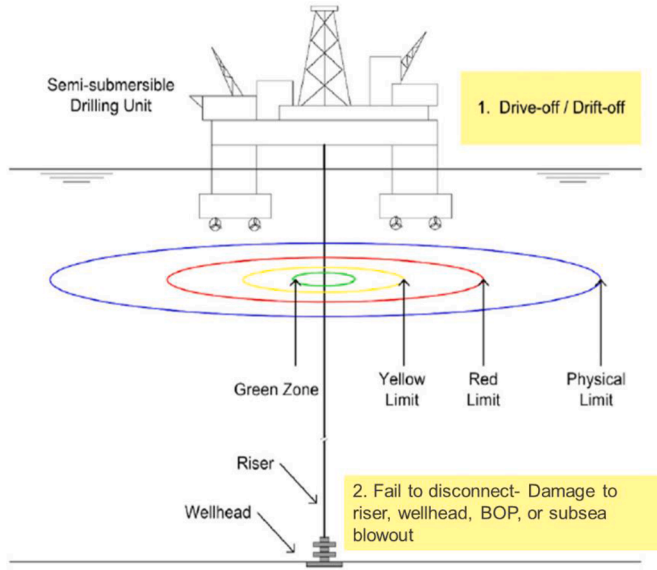 Semi-submersible
Drilling Unit
1. Drive-off / Drift-off
Green Zone
Yellow
Limit
Red
Limit
Physical
Limit
Riser
Wellhead
2. Fail to disconnect- Damage to
riser, wellhead, BOP, or subsea
blowout